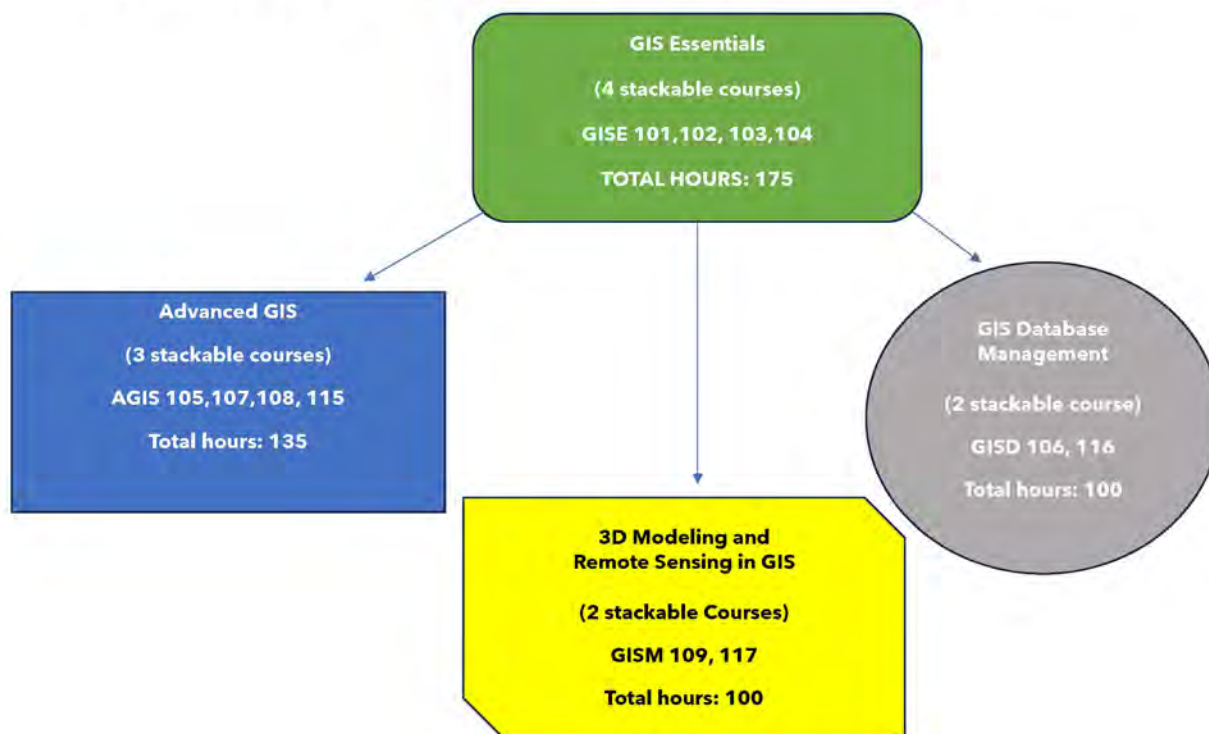 GIS Essentials
(4 stackable courses)
GISE 101,102, 103,104
TOTAL HOURS: 175
Advanced GIS
(3 stackable courses)
AGIS 105,107,108, 115
Total hours: 135
GIS Database
Management
(2 stackable course)
GISD 106, 116
Total hours: 100
3D Modeling and
Remote Sensing in GIS
(2 stackable Courses)
GISM 109, 117
Total hours: 100